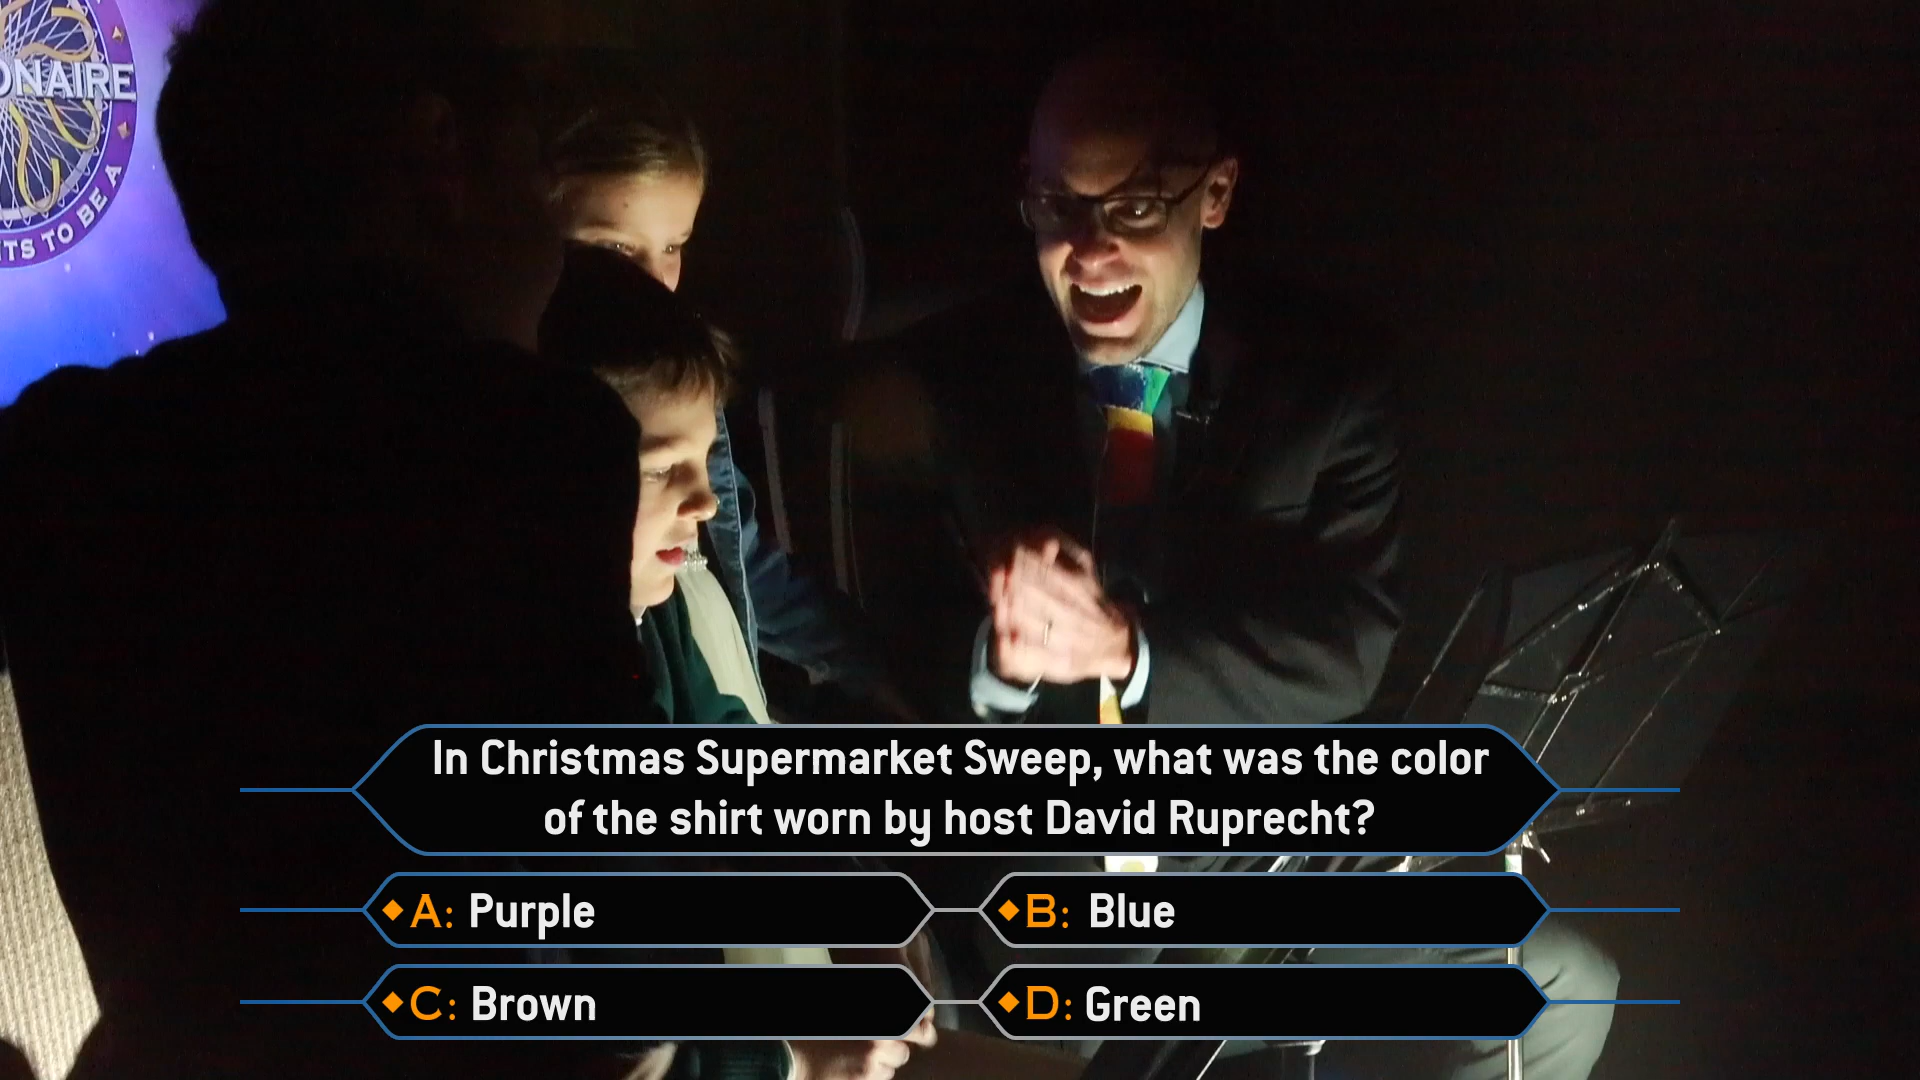 ONAIRE
TS TO BE A
In Christmas Supermarket Sweep, what was the color
of the shirt worn by host David Ruprecht?
A: Purple
B: Blue
C: Brown
D: Green